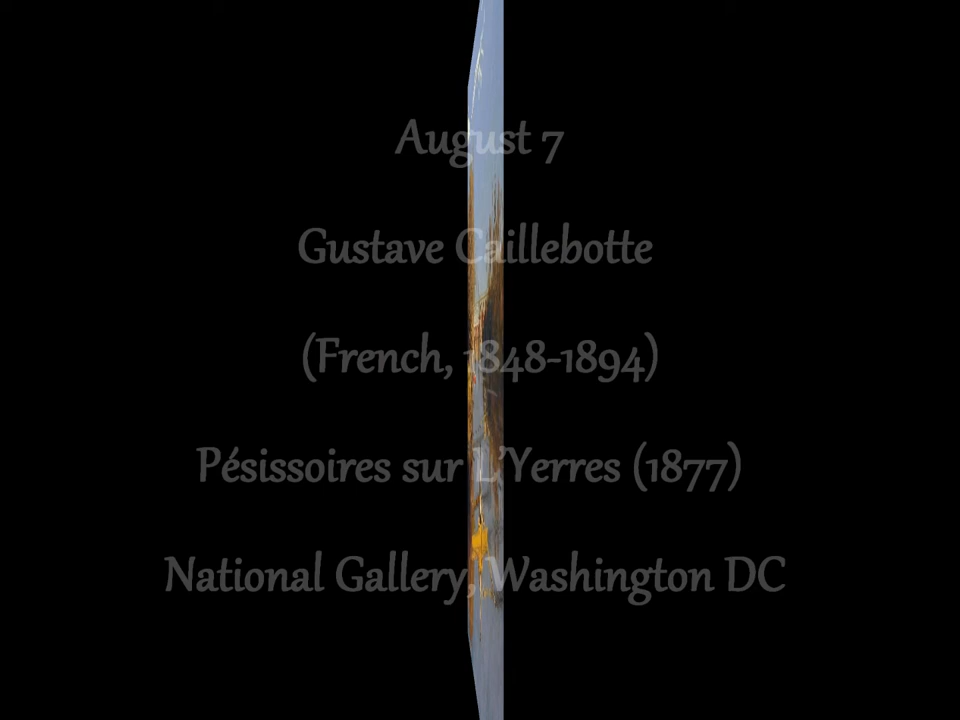 August 7
Gustave Caillebotte
(French, 1848-1894)
Pésissoires sur L'Yerres (1877)
National Gallery, Washington DC